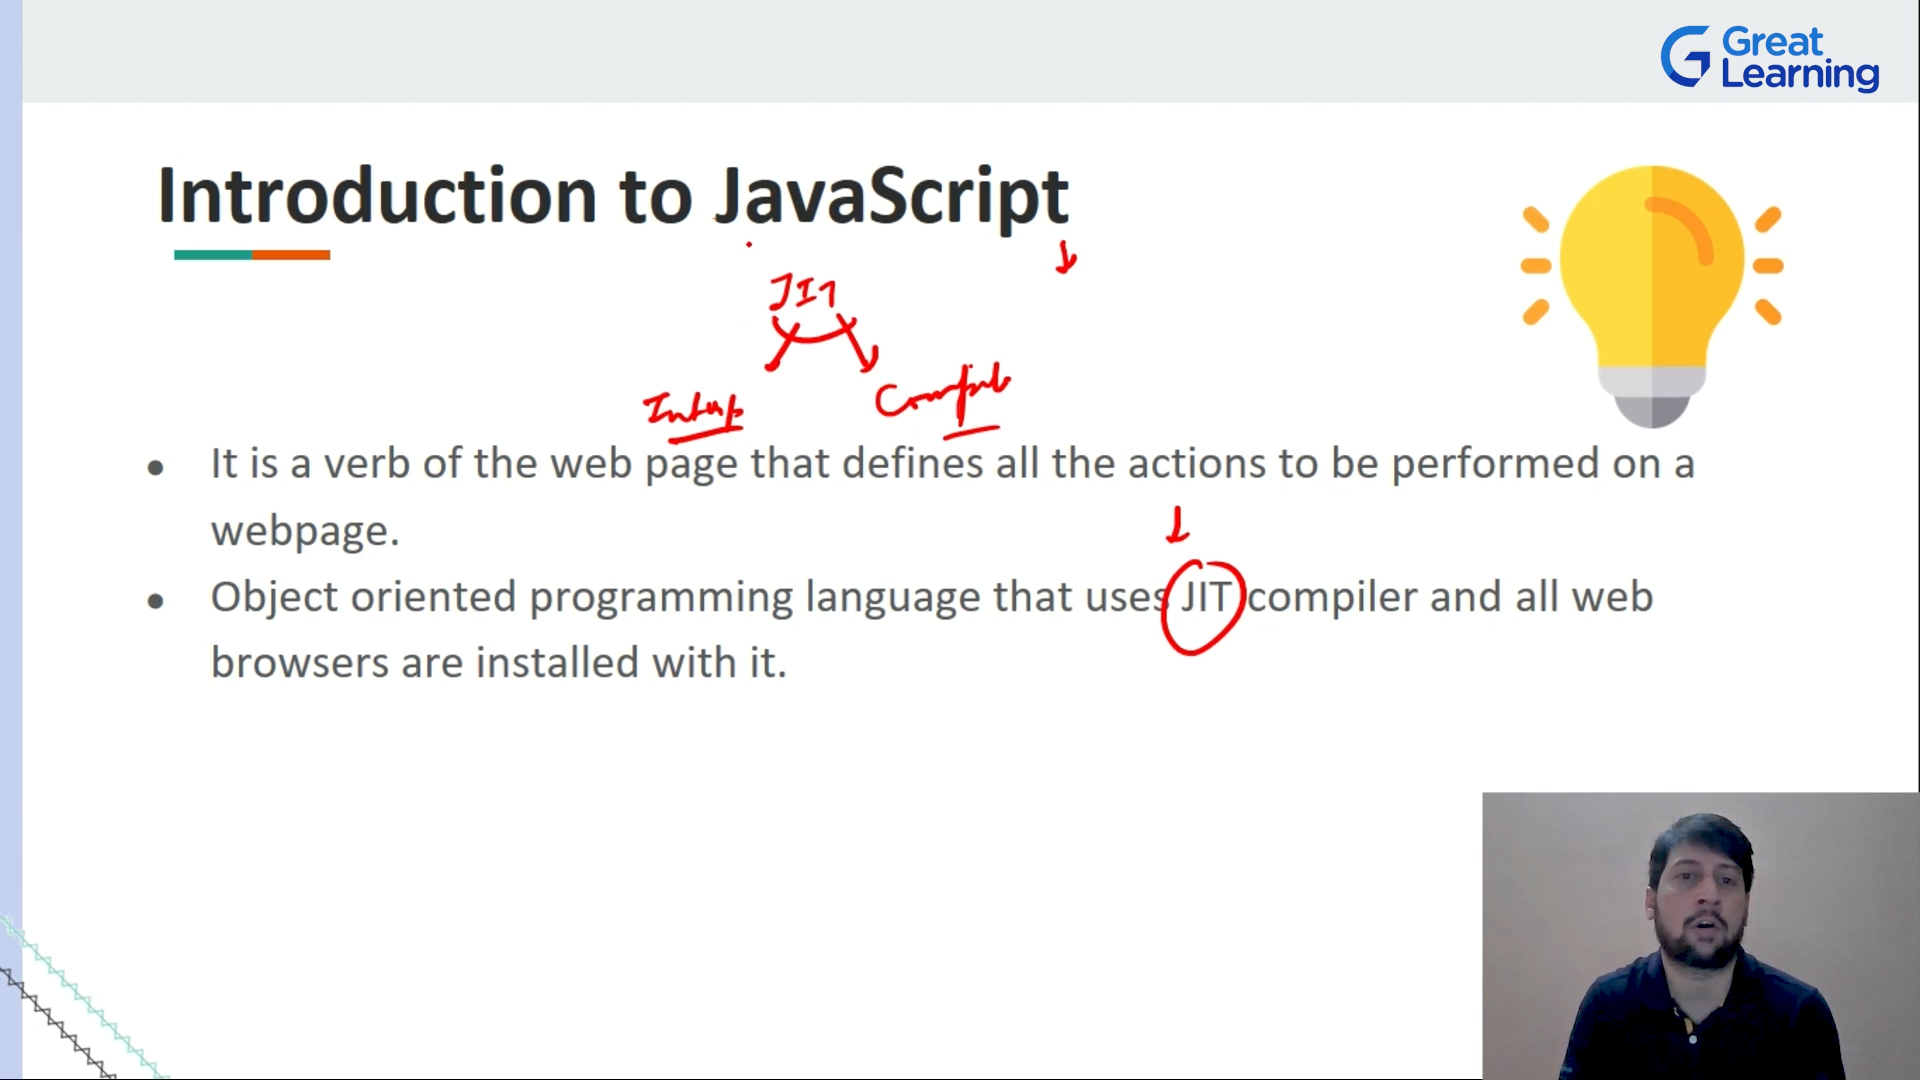 Great
Learning
Introduction to JavaScript
JIT
● It is a verb of the web page that defines all the actions to be performed on a
webpage.
● Object oriented programming language that uses JIT compiler and all web
browsers are installed with it.